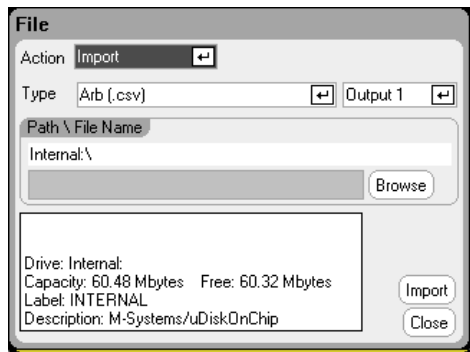 File
Action Import
Type Arb (.csv) Output 1
Path \ File Name
Internal:\
Browse
Drive: Internal:
Capacity: 60.48 Mbytes Free: 60.32 Mbytes
Label: INTERNAL
Description: M-Systems/uDiskOnChip
Import
Close